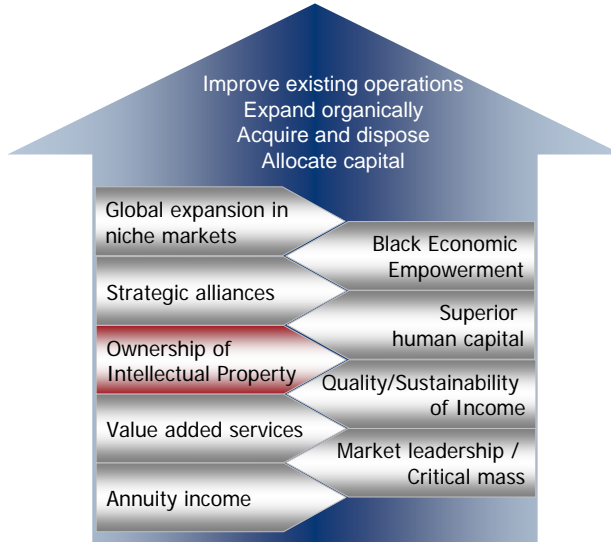 Improve existing operations
Expand organically
Acquire and dispose
Allocate capital
Global expansion in
niche markets
Black Economic
Empowerment
Strategic alliances
Superior
human capital
Ownership of
Intellectual Property
Quality/Sustainability
of Income
Value added services
Market leadership /
Critical mass
Annuity income